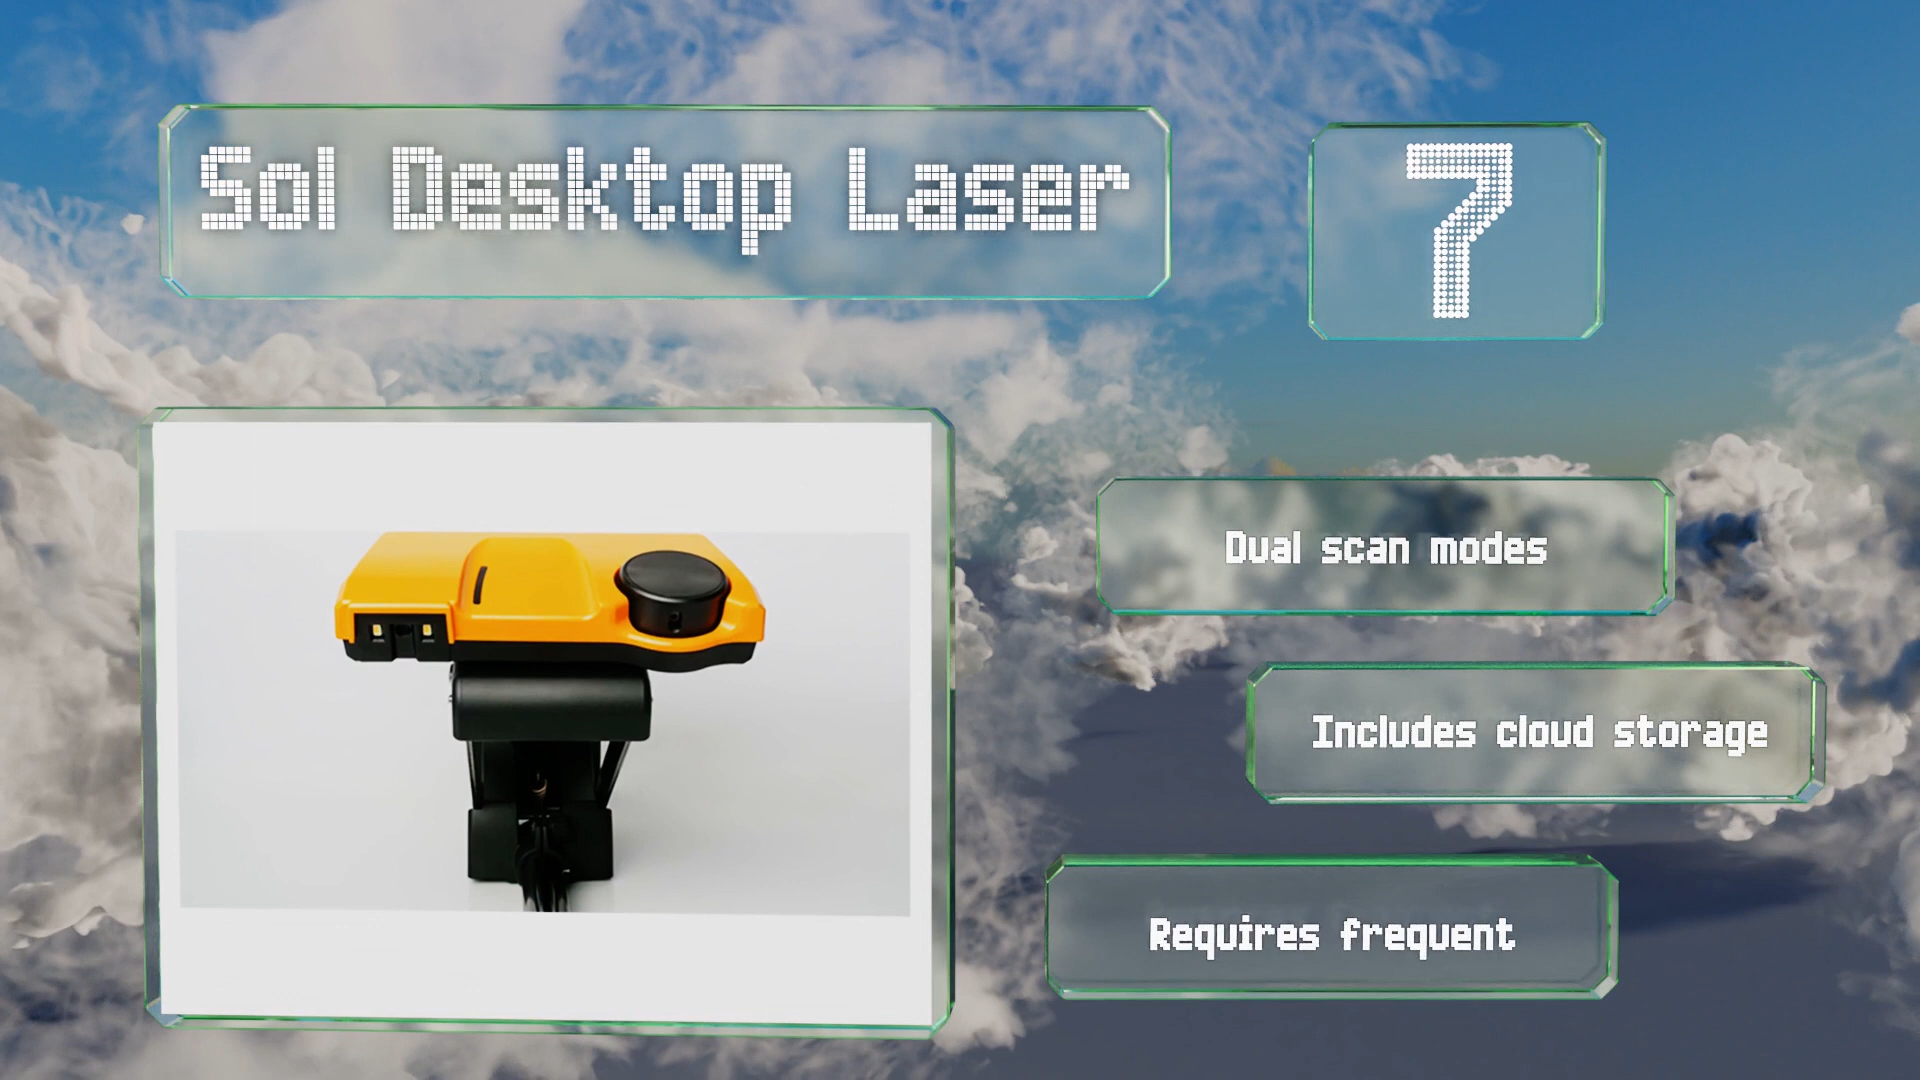 Sol Desktop Laser
7
Dual scan modes
Includes cloud storage
Requires frequent